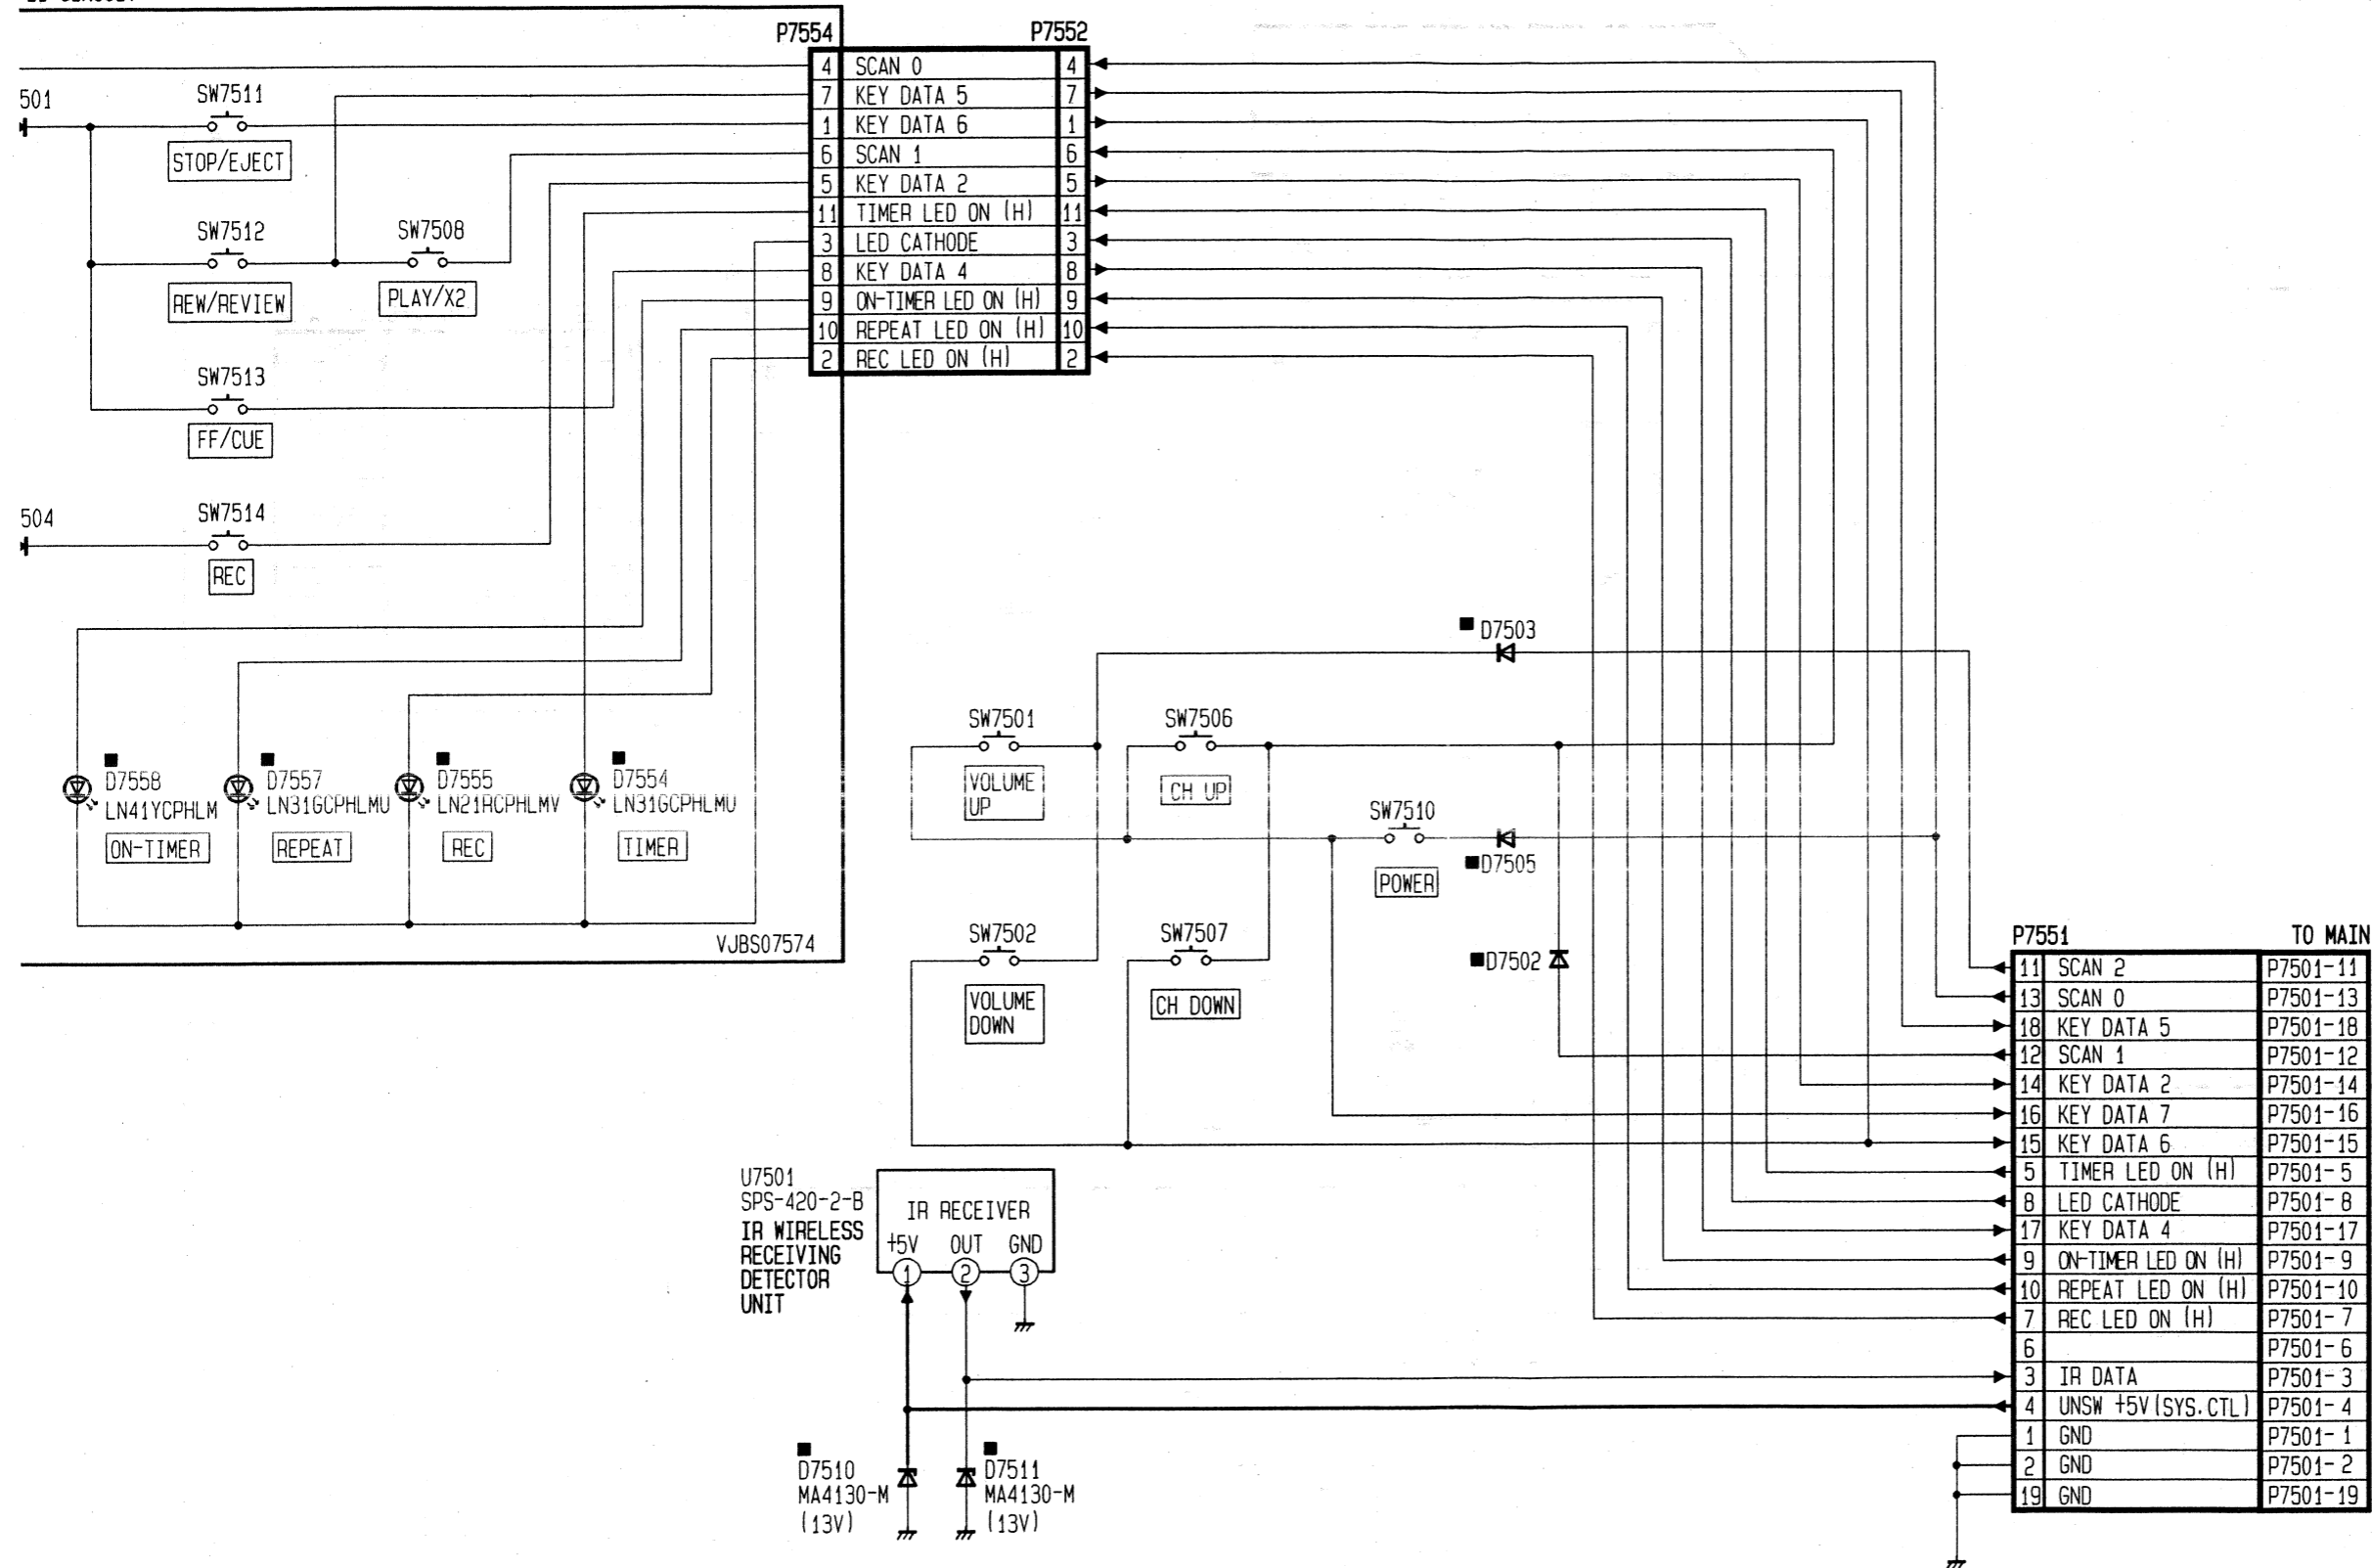 P7554
P7552
4 SCAN 0 4
7 KEY DATA 5 7
1 KEY DATA 6 1
6 SCAN 1 6
5 KEY DATA 2 5
11 TIMER LED ON (H) 11
3 LED CATHODE 3
8 KEY DATA 4 8
9 ON-TIMER LED ON (H) 9
10 REPEAT LED ON (H) 10
2 REC LED ON (H) 2
501
SW7511
STOP/EJECT
SW7512
REW/REVIEW
SW7508
PLAY/X2
SW7513
FF/CUE
504
SW7514
REC
D7558
LN41YCPHLM
ON-TIMER
D7557
LN31GCPHLMU
REPEAT
D7555
LN21RCPHLMV
REC
D7554
LN31GCPHLMU
TIMER
VJBS07574
D7503
SW7501
VOLUME
UP
SW7506
CH UP
SW7510
POWER
D7505
SW7502
VOLUME
DOWN
SW7507
CH DOWN
D7502
P7551
TO MAIN
11 SCAN 2 P7501-11
13 SCAN 0 P7501-13
18 KEY DATA 5 P7501-18
12 SCAN 1 P7501-12
14 KEY DATA 2 P7501-14
16 KEY DATA 7 P7501-16
15 KEY DATA 6 P7501-15
5 TIMER LED ON (H) P7501-5
8 LED CATHODE P7501-8
17 KEY DATA 4 P7501-17
9 ON-TIMER LED ON (H) P7501-9
10 REPEAT LED ON (H) P7501-10
7 REC LED ON (H) P7501-7
6 P7501-6
3 IR DATA P7501-3
4 UNSW +5V(SYS.CTL) P7501-4
1 GND P7501-1
2 GND P7501-2
19 GND P7501-19
U7501
SPS-420-2-B
IR WIRELESS
RECEIVING
DETECTOR
UNIT
IR RECEIVER
+5V OUT GND
1 2 3
D7510
MA4130-M
(13V)
D7511
MA4130-M
(13V)